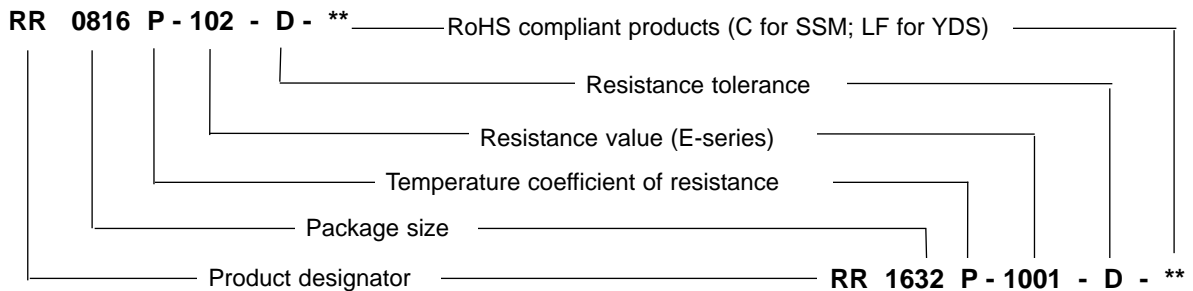 RR 0816 P - 102 - D - ** RoHS compliant products (C for SSM; LF for YDS)
Resistance tolerance
Resistance value (E-series)
Temperature coefficient of resistance
Package size
Product designator RR 1632 P - 1001 - D - **